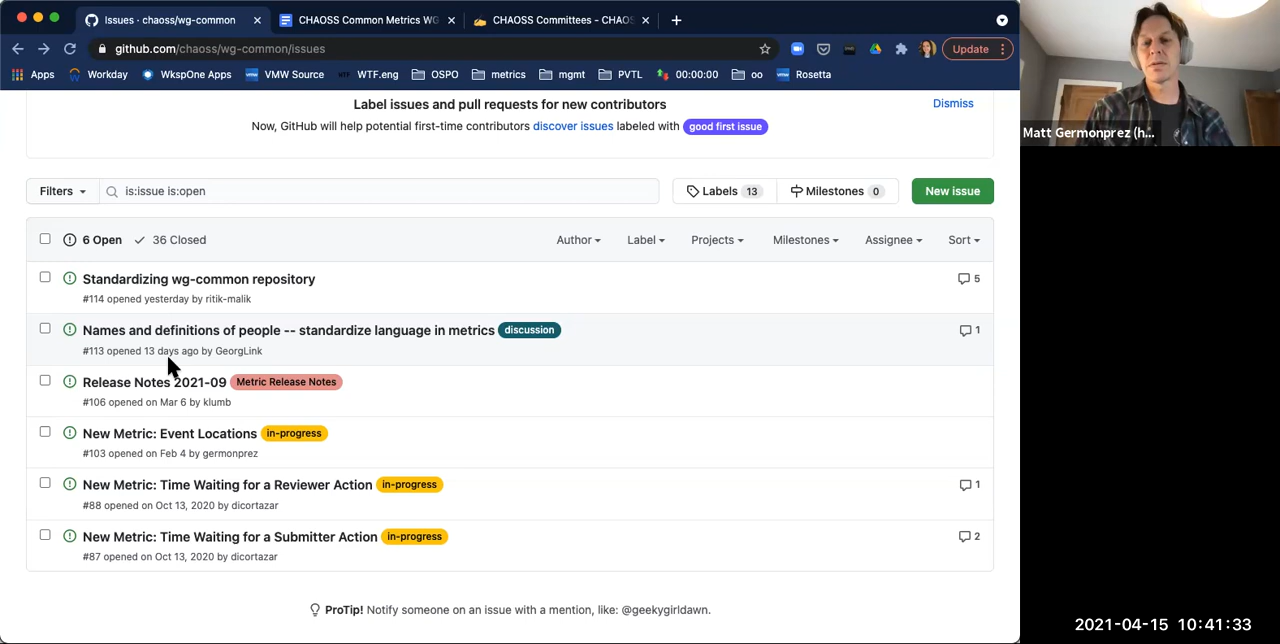 Issues · chaoss/wg-common
CHAOSS Common Metrics WG
CHAOSS Committees - CHAOS
github.com/chaoss/wg-common/issues
Update
Apps
Workday
WkspOne Apps
VMW Source
WTF.eng
OSPO
metrics
mgmt
PVTL
00:00:00
oo
Rosetta
Label issues and pull requests for new contributors
Dismiss
Now, GitHub will help potential first-time contributors discover issues labeled with good first issue
Filters
is:issue is:open
Labels 13
Milestones 0
New issue
6 Open
36 Closed
Author
Label
Projects
Milestones
Assignee
Sort
Standardizing wg-common repository
5
#114 opened yesterday by ritik-malik
Names and definitions of people -- standardize language in metrics discussion
1
#113 opened 13 days ago by GeorgLink
Release Notes 2021-09 Metric Release Notes
#106 opened on Mar 6 by klumb
New Metric: Event Locations in-progress
#103 opened on Feb 4 by germonprez
New Metric: Time Waiting for a Reviewer Action in-progress
1
#88 opened on Oct 13, 2020 by dicortazar
New Metric: Time Waiting for a Submitter Action in-progress
2
#87 opened on Oct 13, 2020 by dicortazar
ProTip! Notify someone on an issue with a mention, like: @geekygirldawn.
Matt Germonprez (h...
2021-04-15 10:41:33